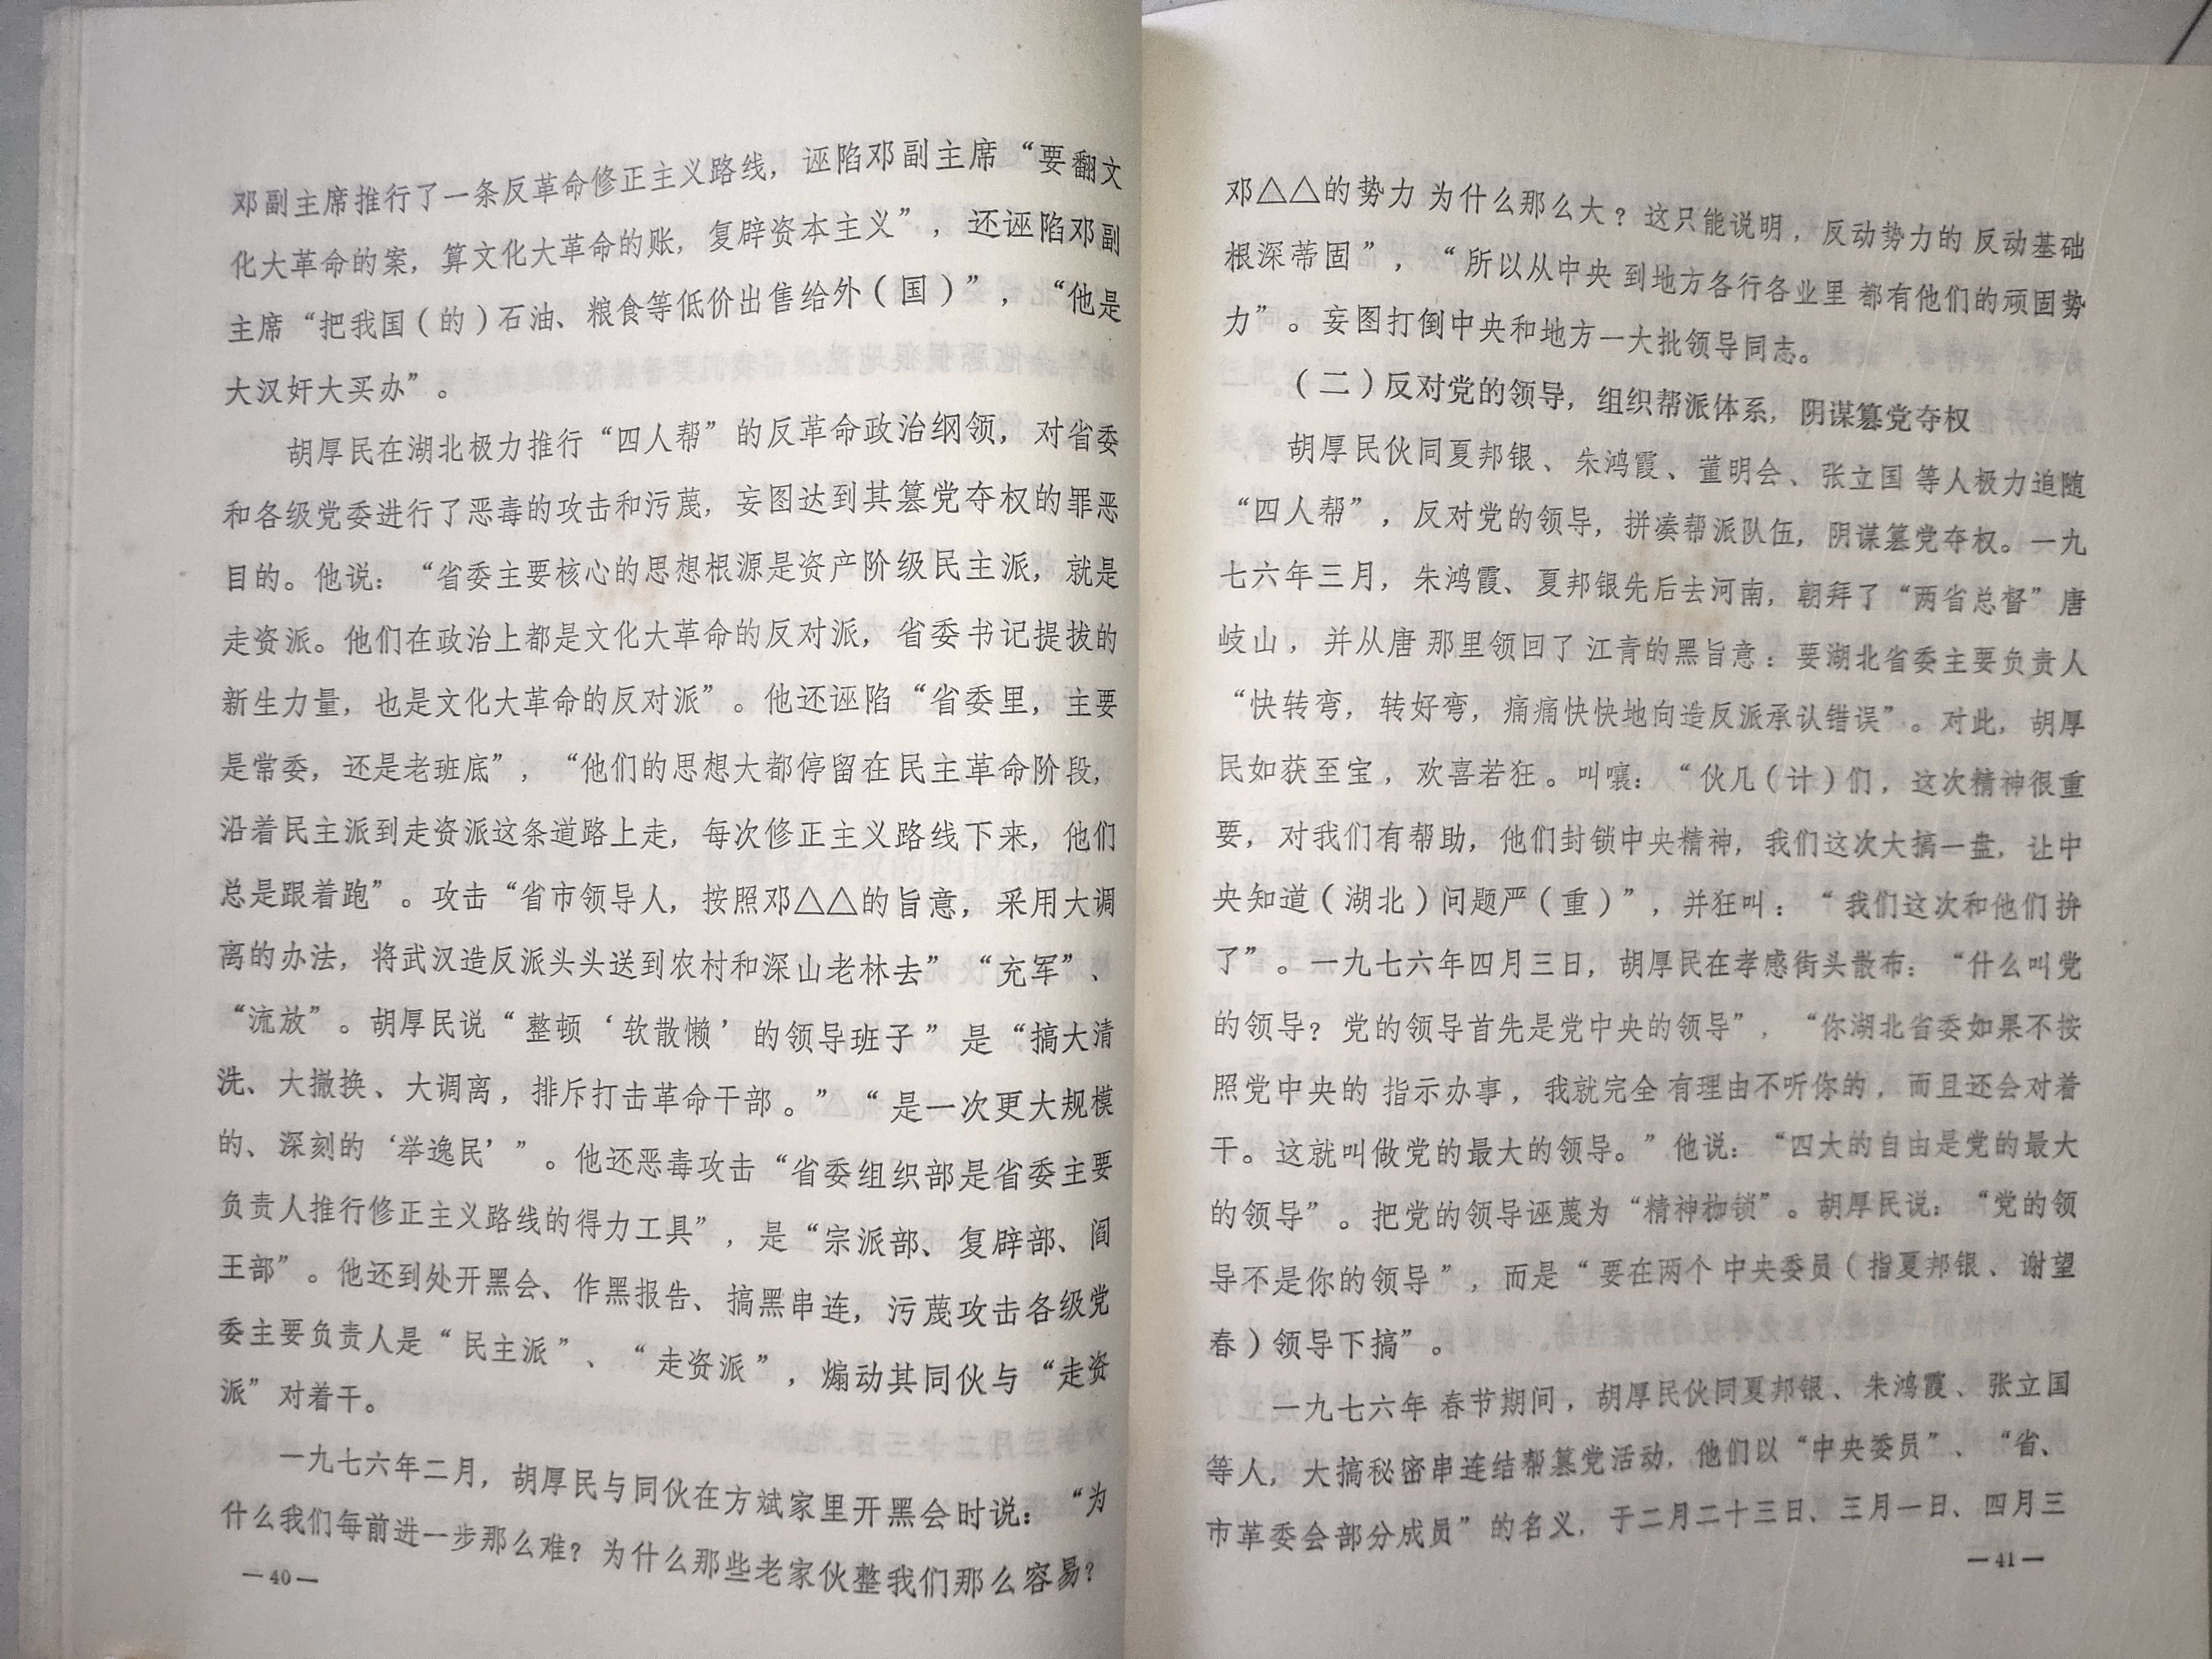 邓副主席推行了一条反革命修正主义路线，诬陷邓副主席“要翻文
化大革命的案，算文化大革命的账，复辟资本主义”，还诬陷邓副
主席“把我国（的）石油、粮食等低价出售给外（国）”，“他是
大汉奸大买办”。
胡厚民在湖北极力推行“四人帮”的反革命政治纲领，对省委
和各级党委进行了恶毒的攻击和污蔑，妄图达到其篡党夺权的罪恶
目的。他说：“省委主要核心的思想根源是资产阶级民主派，就是
走资派。他们在政治上都是文化大革命的反对派，省委书记提拔的
新生力量，也是文化大革命的反对派”。他还诬陷“省委里，主要
是常委，还是老班底”，“他们的思想大都停留在民主革命阶段，
沿着民主派到走资派这条道路上走，每次修正主义路线下来，他们
总是跟着跑”。攻击“省市领导人，按照邓△△的旨意，采用大调
离的办法，将武汉造反派头头送到农村和深山老林去”“充军”、
“流放”。胡厚民说“整顿‘软散懒’的领导班子”是“搞大清
洗、大撤换、大调离，排斥打击革命干部。”“是一次更大规模
的、深刻的‘举逸民’”。他还恶毒攻击“省委组织部是省委主要
负责人推行修正主义路线的得力工具”，是“宗派部、复辟部、阎
王部”。他还到处开黑会、作黑报告、搞黑串连，污蔑攻击各级党
委主要负责人是“民主派”、“走资派”，煽动其同伙与“走资
派”对着干。
一九七六年二月，胡厚民与同伙在方斌家里开黑会时说：“为
什么我们每前进一步那么难？为什么那些老家伙整我们那么容易？
—40—
邓△△的势力为什么那么大？这只能说明，反动势力的反动基础
根深蒂固”，“所以从中央到地方各行各业里都有他们的顽固势
力”。妄图打倒中央和地方一大批领导同志。
（二）反对党的领导，组织帮派体系，阴谋篡党夺权
胡厚民伙同夏邦银、朱鸿霞、董明会、张立国等人极力追随
“四人帮”，反对党的领导，拼凑帮派队伍，阴谋篡党夺权。一九
七六年三月，朱鸿霞、夏邦银先后去河南，朝拜了“两省总督”唐
岐山，并从唐那里领回了江青的黑旨意：要湖北省委主要负责人
“快转弯，转好弯，痛痛快快地向造反派承认错误”。对此，胡厚
民如获至宝，欢喜若狂。叫嚷：“伙几（计）们，这次精神很重
要，对我们有帮助，他们封锁中央精神，我们这次大搞一盘，让中
央知道（湖北）问题严（重）”，并狂叫：“我们这次和他们拚
了”。一九七六年四月三日，胡厚民在孝感街头散布：“什么叫党
的领导？党的领导首先是党中央的领导”，“你湖北省委如果不按
照党中央的指示办事，我就完全有理由不听你的，而且还会对着
干。这就叫做党的最大的领导。”他说：“四大的自由是党的最大
的领导”。把党的领导诬蔑为“精神枷锁”。胡厚民说：“党的领
导不是你的领导”，而是“要在两个中央委员（指夏邦银、谢望
春）领导下搞”。
一九七六年春节期间，胡厚民伙同夏邦银、朱鸿霞、张立国
等人，大搞秘密串连结帮篡党活动，他们以“中央委员”、“省、
市革委会部分成员”的名义，于二月二十三日、三月一日、四月三
—41—